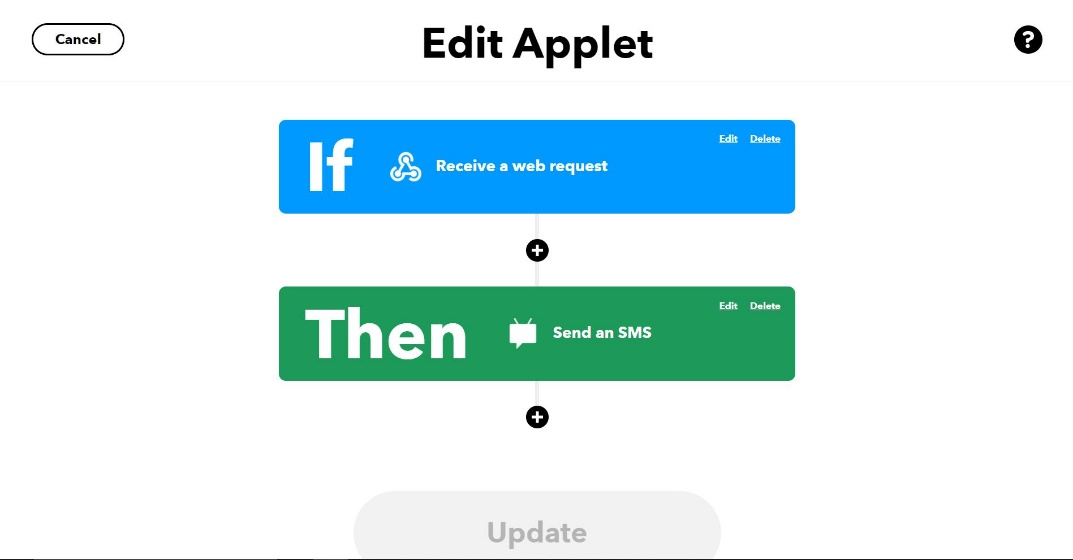 Cancel
Edit Applet
?
If
Receive a web request
Edit Delete
Then
Send an SMS
Edit Delete
Update